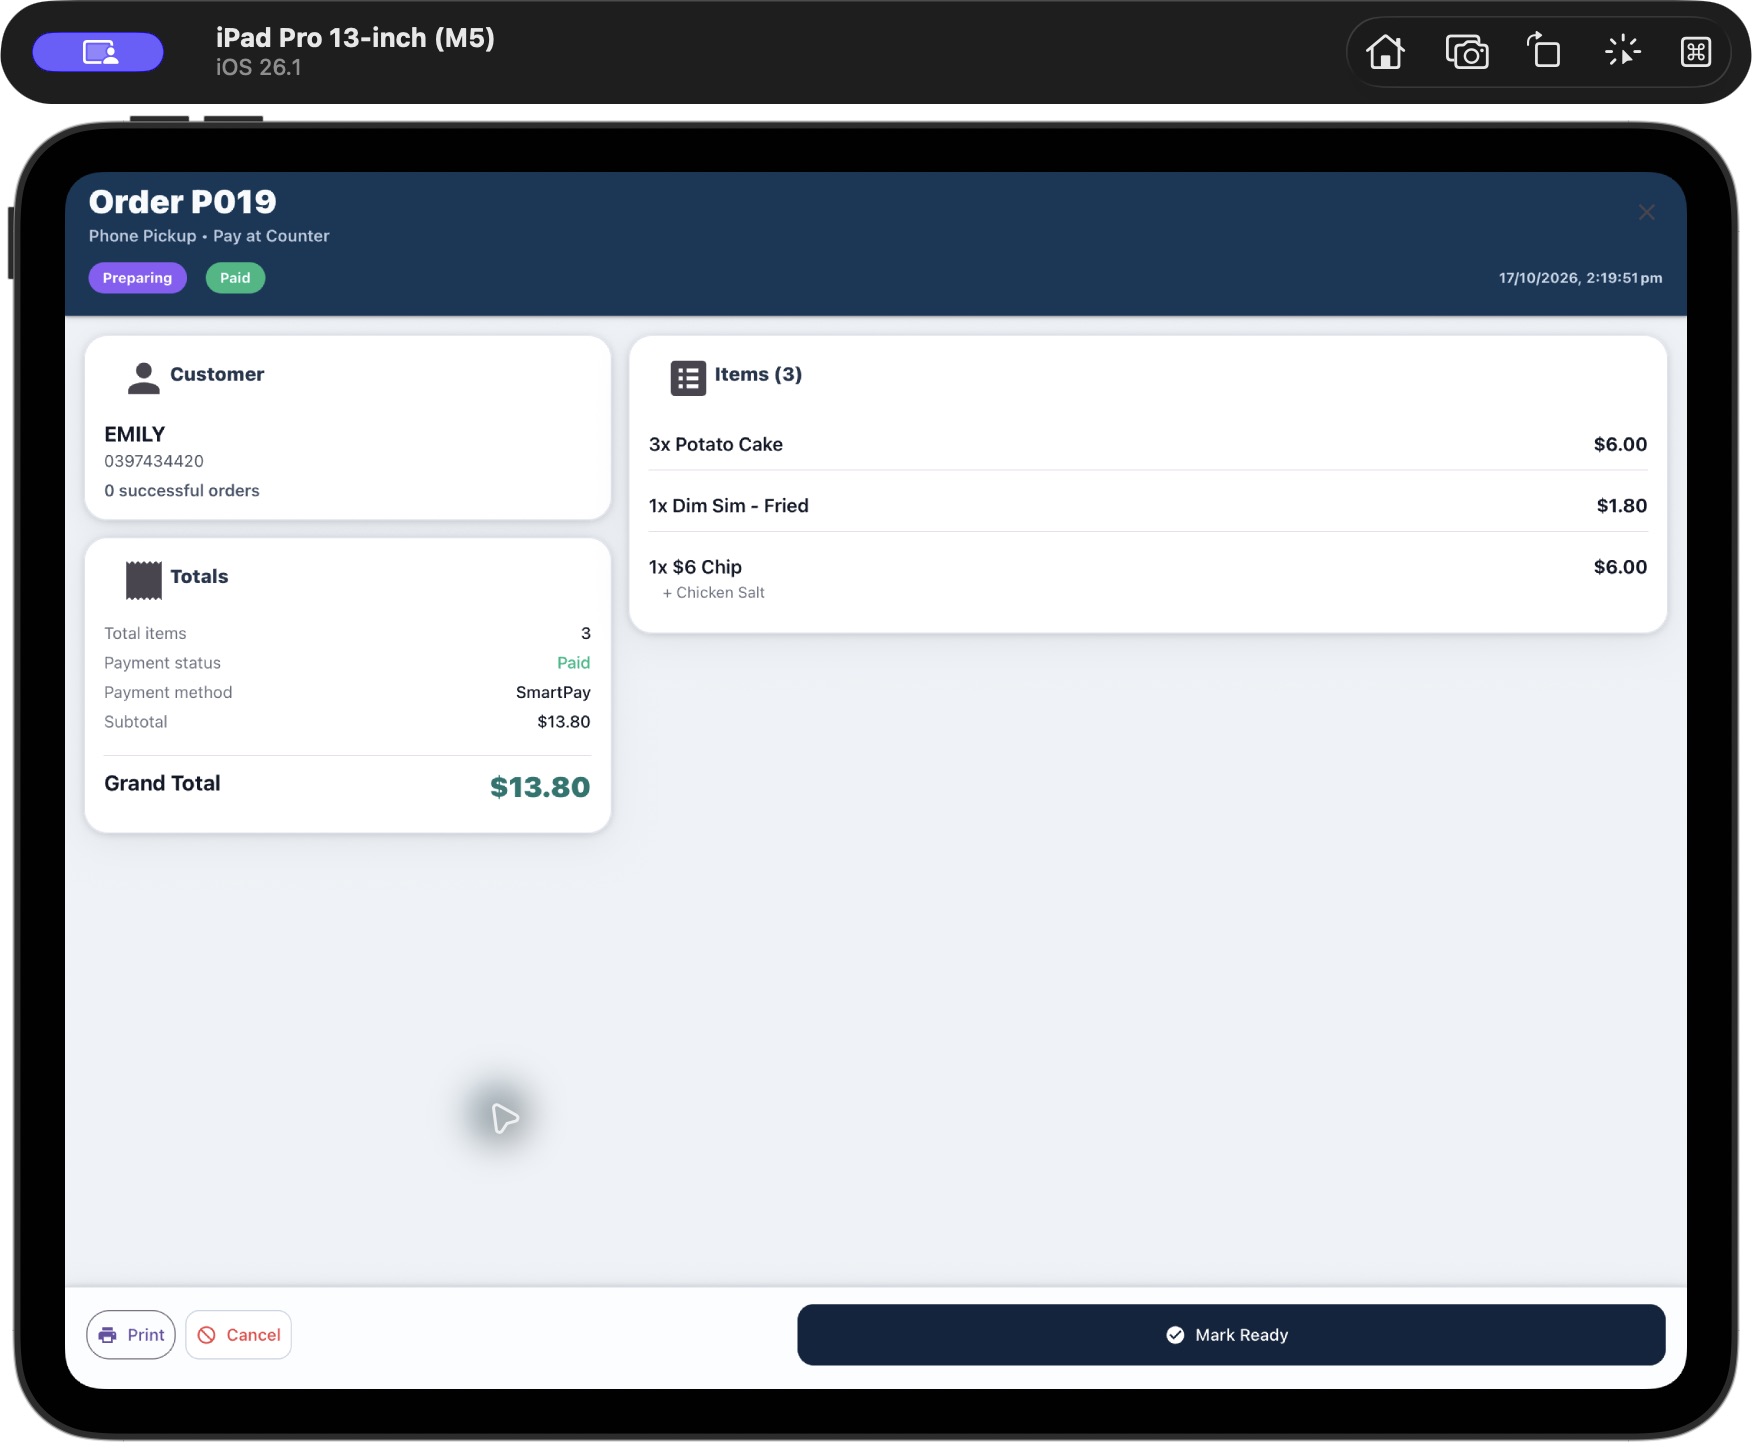 iPad Pro 13-inch (M5)
iOS 26.1
Order P019
Phone Pickup • Pay at Counter
Preparing
Paid
17/10/2026, 2:19:51 pm
Customer
EMILY
0397434420
0 successful orders
Totals
Total items 3
Payment status Paid
Payment method SmartPay
Subtotal $13.80
Grand Total $13.80
Items (3)
3x Potato Cake $6.00
1x Dim Sim - Fried $1.80
1x $6 Chip $6.00
+ Chicken Salt
Print
Cancel
Mark Ready